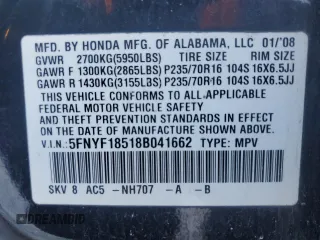 MFD. BY HONDA MFG. OF ALABAMA, LLC 01/'08
GVWR 2700KG(5950LBS) TIRE SIZE RIM SIZE
GAWR F 1300KG(2865LBS) P235/70R16 104S 16X6.5JJ
GAWR R 1430KG(3155LBS) P235/70R16 104S 16X6.5JJ
THIS VEHICLE CONFORMS TO ALL APPLICABLE
FEDERAL MOTOR VEHICLE SAFETY STANDARDS
IN EFFECT ON THE DATE OF MANUFACTURE SHOWN ABOVE.
V.I.N.: 5FNYF18518B041662 TYPE: MPV
SKV 8 AC5 -NH707 -A -B